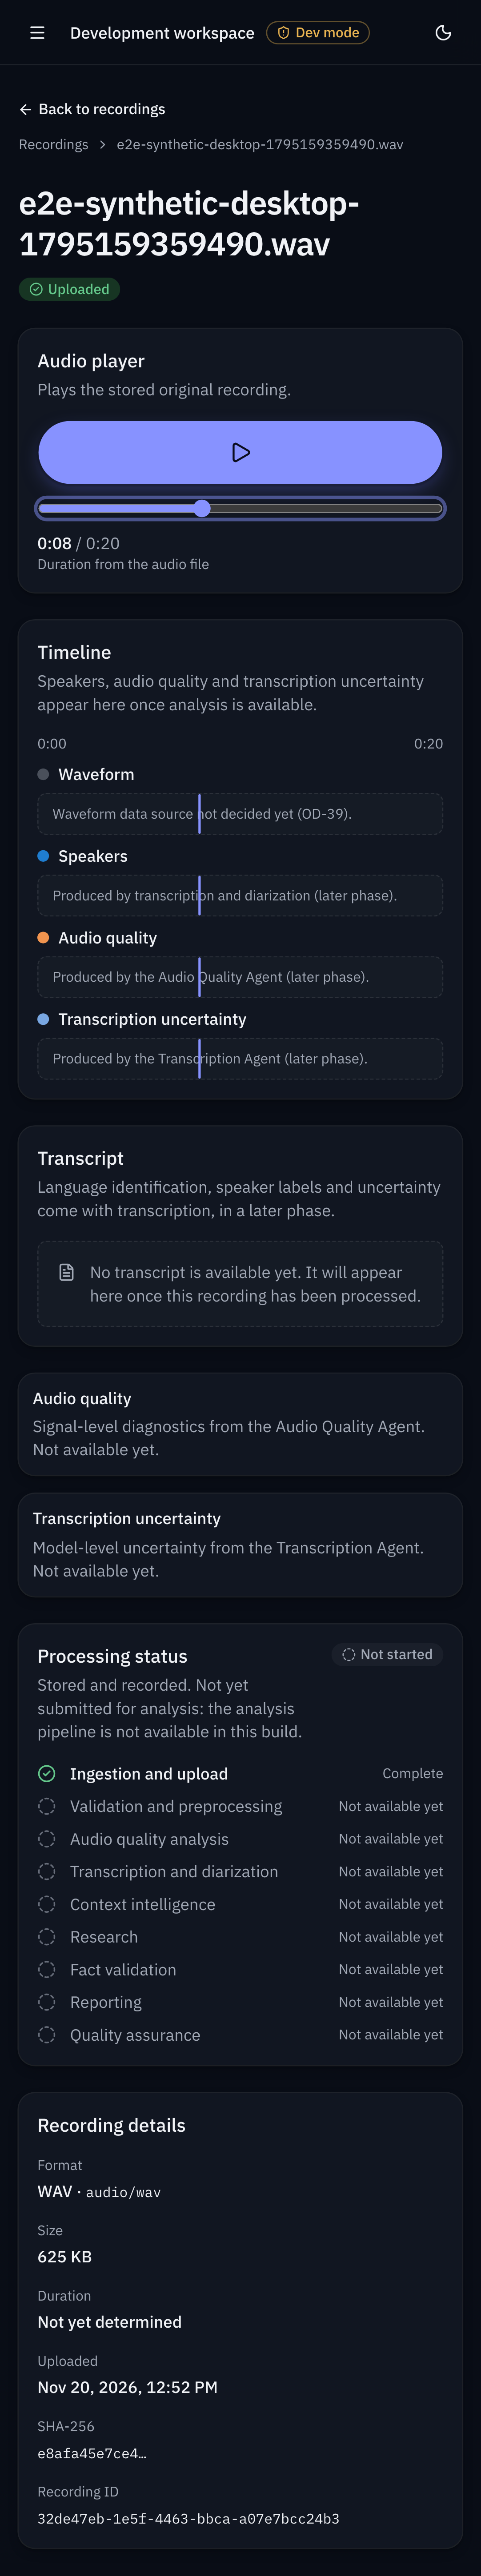 Development workspace
Dev mode
Back to recordings
Recordings > e2e-synthetic-desktop-1795159359490.wav
e2e-synthetic-desktop-
1795159359490.wav
Uploaded
Audio player
Plays the stored original recording.
0:08 / 0:20
Duration from the audio file
Timeline
Speakers, audio quality and transcription uncertainty
appear here once analysis is available.
0:00 0:20
Waveform
Waveform data source not decided yet (OD-39).
Speakers
Produced by transcription and diarization (later phase).
Audio quality
Produced by the Audio Quality Agent (later phase).
Transcription uncertainty
Produced by the Transcription Agent (later phase).
Transcript
Language identification, speaker labels and uncertainty
come with transcription, in a later phase.
No transcript is available yet. It will appear
here once this recording has been processed.
Audio quality
Signal-level diagnostics from the Audio Quality Agent.
Not available yet.
Transcription uncertainty
Model-level uncertainty from the Transcription Agent.
Not available yet.
Processing status
Not started
Stored and recorded. Not yet
submitted for analysis: the analysis
pipeline is not available in this build.
Ingestion and upload Complete
Validation and preprocessing Not available yet
Audio quality analysis Not available yet
Transcription and diarization Not available yet
Context intelligence Not available yet
Research Not available yet
Fact validation Not available yet
Reporting Not available yet
Quality assurance Not available yet
Recording details
Format
WAV · audio/wav
Size
625 KB
Duration
Not yet determined
Uploaded
Nov 20, 2026, 12:52 PM
SHA-256
e8afa45e7ce4…
Recording ID
32de47eb-1e5f-4463-bbca-a07e7bcc24b3